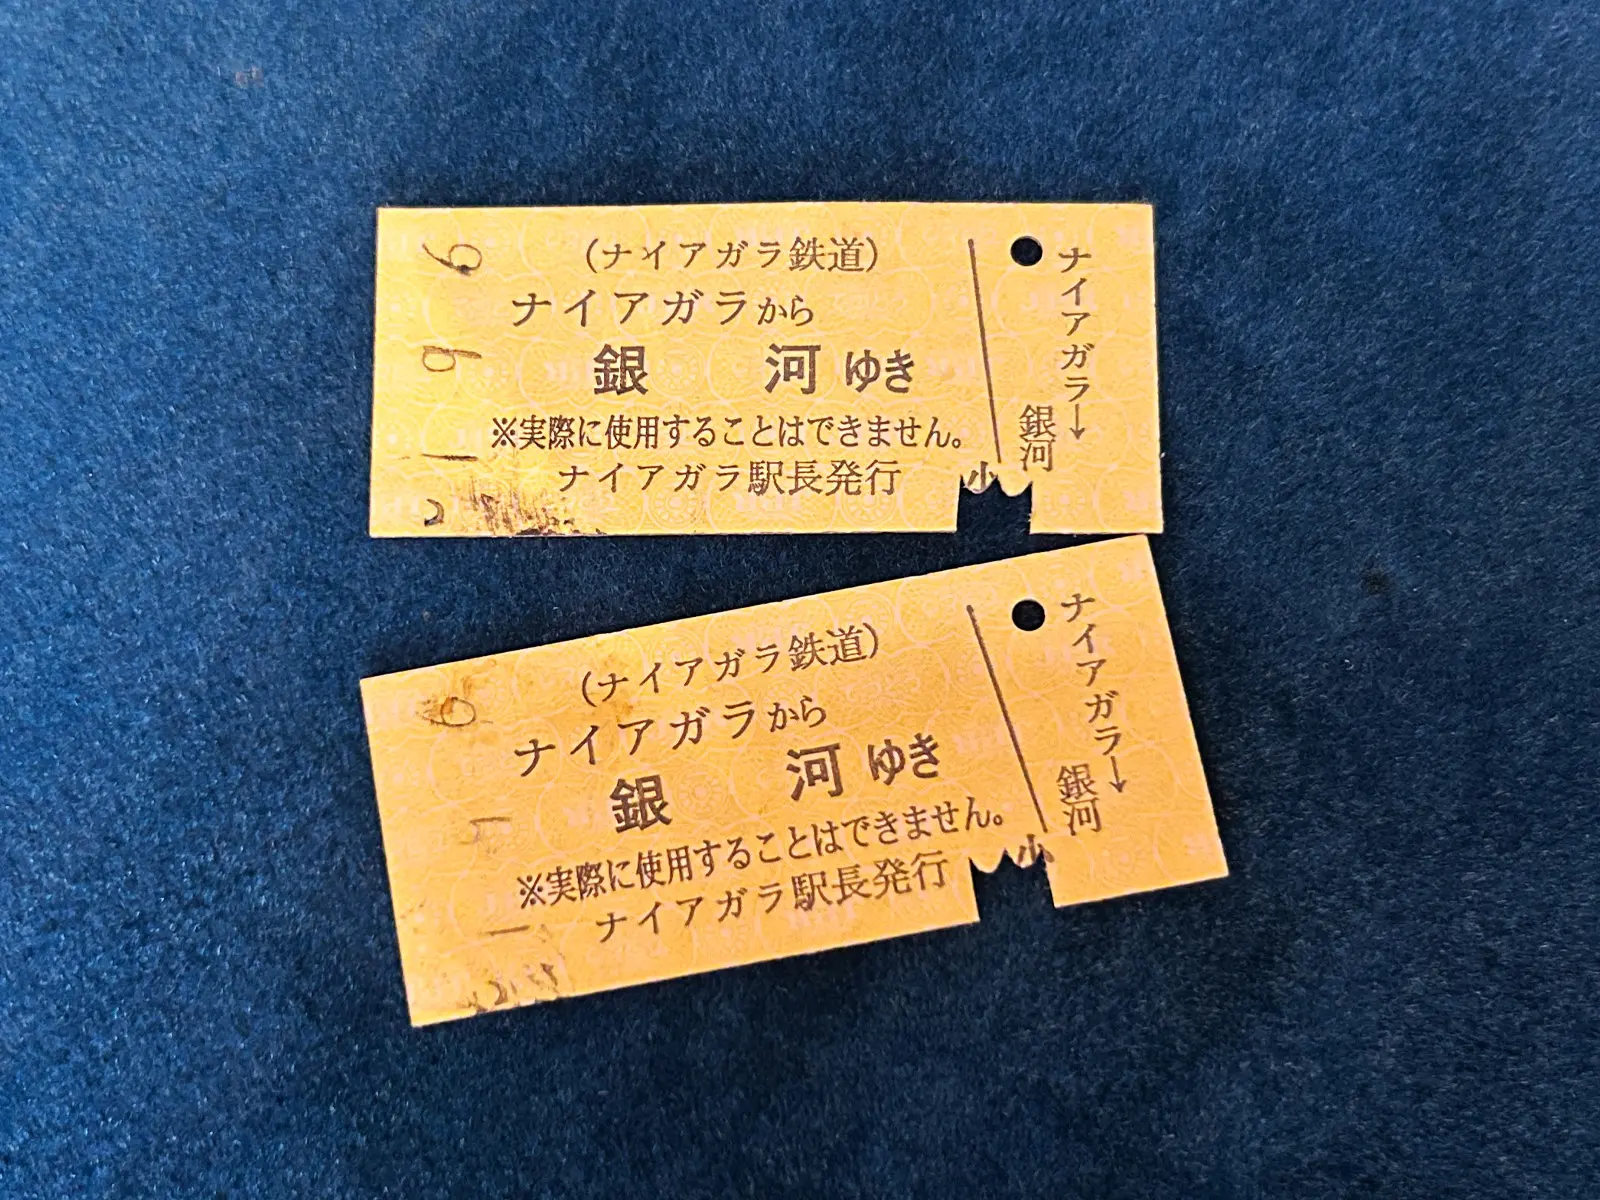 (ナイアガラ鉄道)
ナイアガラから
銀 河 ゆき
※実際に使用することはできません。
ナイアガラ駅長発行
小
ナイアガラ→
銀河
(ナイアガラ鉄道)
ナイアガラから
銀 河 ゆき
※実際に使用することはできません。
ナイアガラ駅長発行
小
ナイアガラ→
銀河